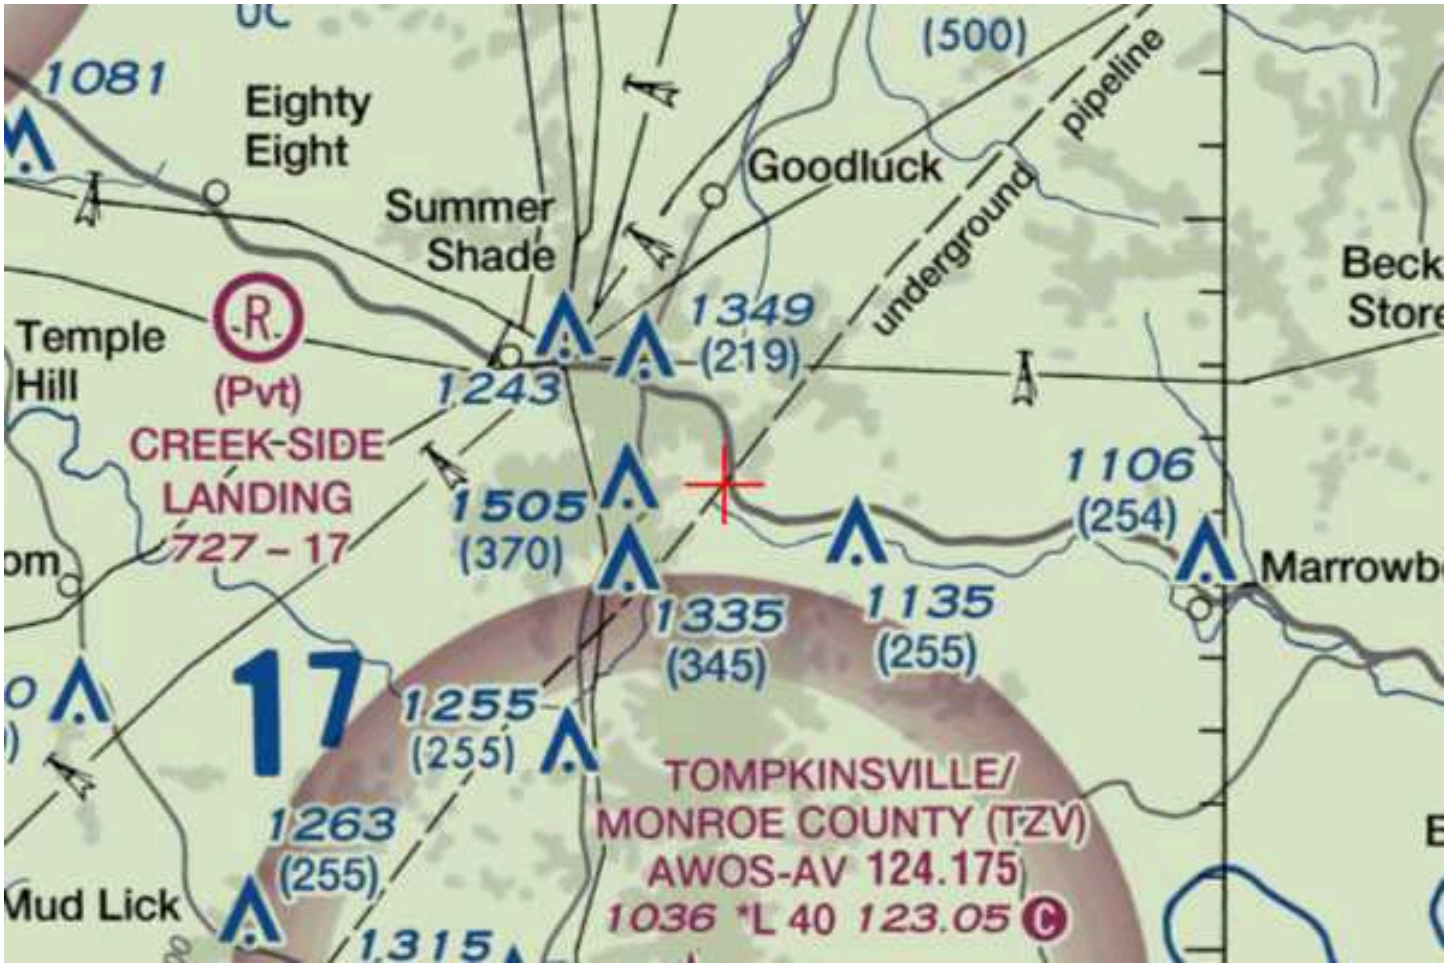 UC
1081
(500)
Eighty
Eight
pipeline
Goodluck
underground
Summer
Shade
Beck
Store
R
Temple
Hill
1349
(219)
(Pvt)
CREEK-SIDE
LANDING
727 - 17
1243
1106
(254)
1505
(370)
om
Marrowb
1335
(345)
1135
(255)
17
0
)
1255
(255)
TOMPKINSVILLE/
MONROE COUNTY (TZV)
AWOS-AV 124.175
1036 *L 40 123.05 C
1263
(255)
Mud Lick
1315